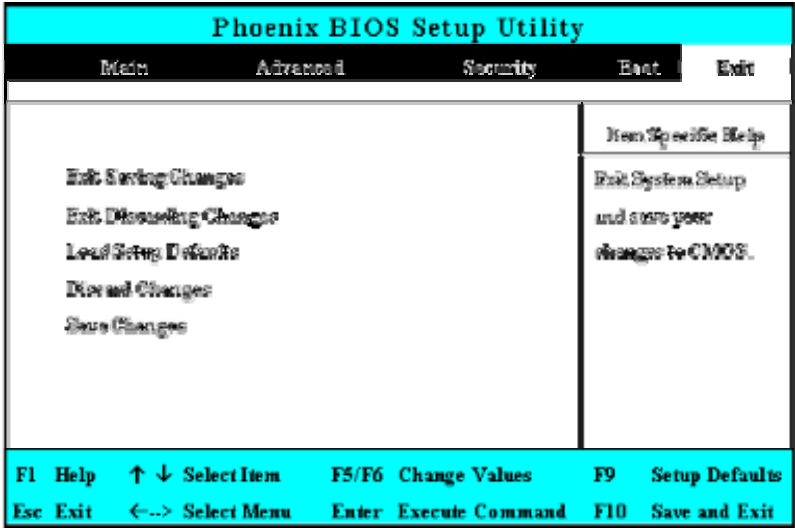 Phoenix BIOS Setup Utility
Main Advanced Security Boot Exit
Item Specific Help
Exit Saving Changes
Exit Discarding Changes
Load Setup Defaults
Discard Changes
Save Changes
Exit System Setup
and save your
changes to CMOS.
F1 Help ↑ ↓ Select Item F5/F6 Change Values F9 Setup Defaults
Esc Exit <--> Select Menu Enter Execute Command F10 Save and Exit